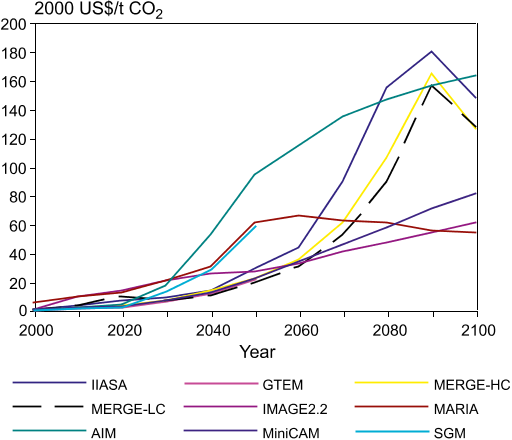 2000 US$/t CO₂
200
180
160
140
120
100
80
60
40
20
0
2000 2020 2040 2060 2080 2100
Year
IIASA GTEM MERGE-HC
MERGE-LC IMAGE2.2 MARIA
AIM MiniCAM SGM